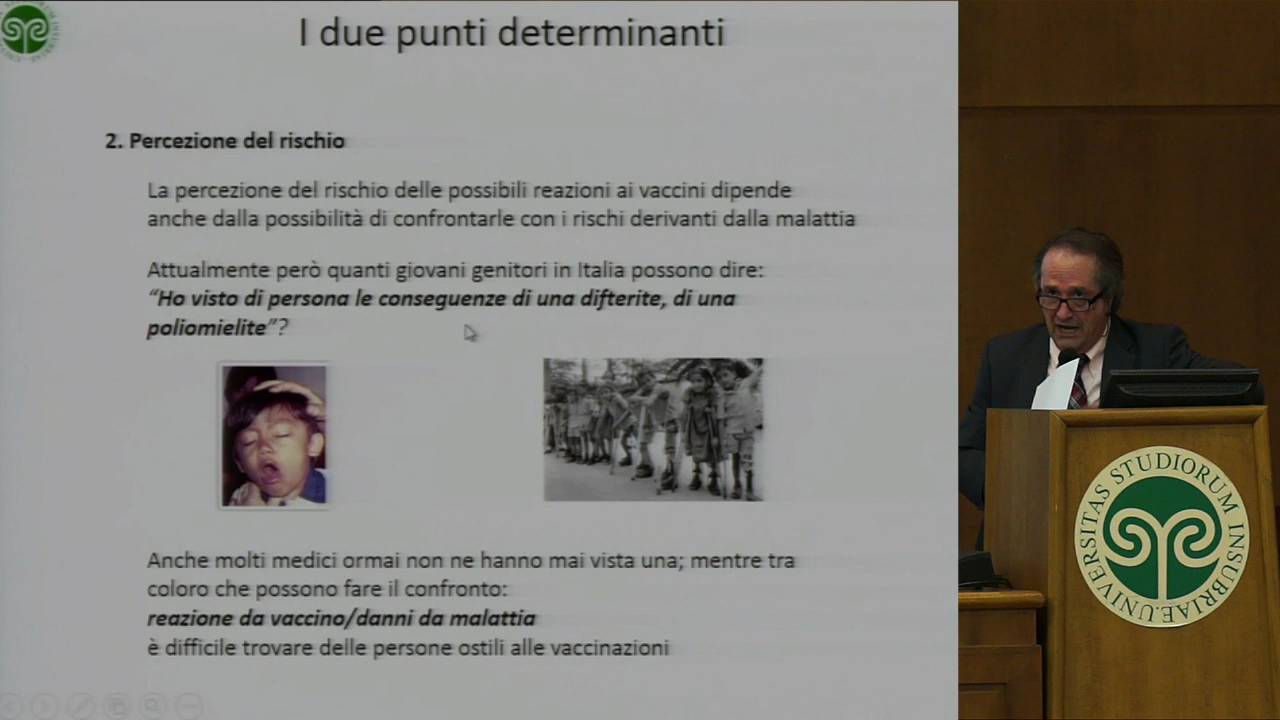 I due punti determinanti
2. Percezione del rischio
La percezione del rischio delle possibili reazioni ai vaccini dipende
anche dalla possibilità di confrontarle con i rischi derivanti dalla malattia
Attualmente però quanti giovani genitori in Italia possono dire:
“Ho visto di persona le conseguenze di una difterite, di una
poliomielite”?
Anche molti medici ormai non ne hanno mai vista una; mentre tra
coloro che possono fare il confronto:
reazione da vaccino/danni da malattia
è difficile trovare delle persone ostili alle vaccinazioni
UNIVERSITAS STUDIORUM INSUBRIAE